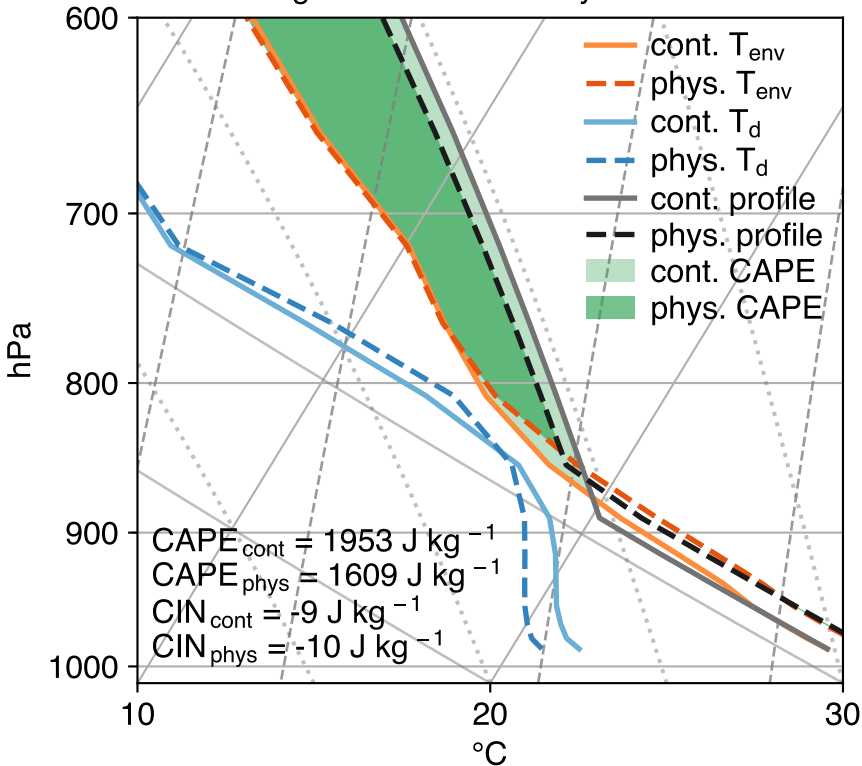 600
700
800
900
1000
hPa
10
20
30
°C
cont. T_env
phys. T_env
cont. T_d
phys. T_d
cont. profile
phys. profile
cont. CAPE
phys. CAPE
CAPE_cont = 1953 J kg⁻¹
CAPE_phys = 1609 J kg⁻¹
CIN_cont = -9 J kg⁻¹
CIN_phys = -10 J kg⁻¹